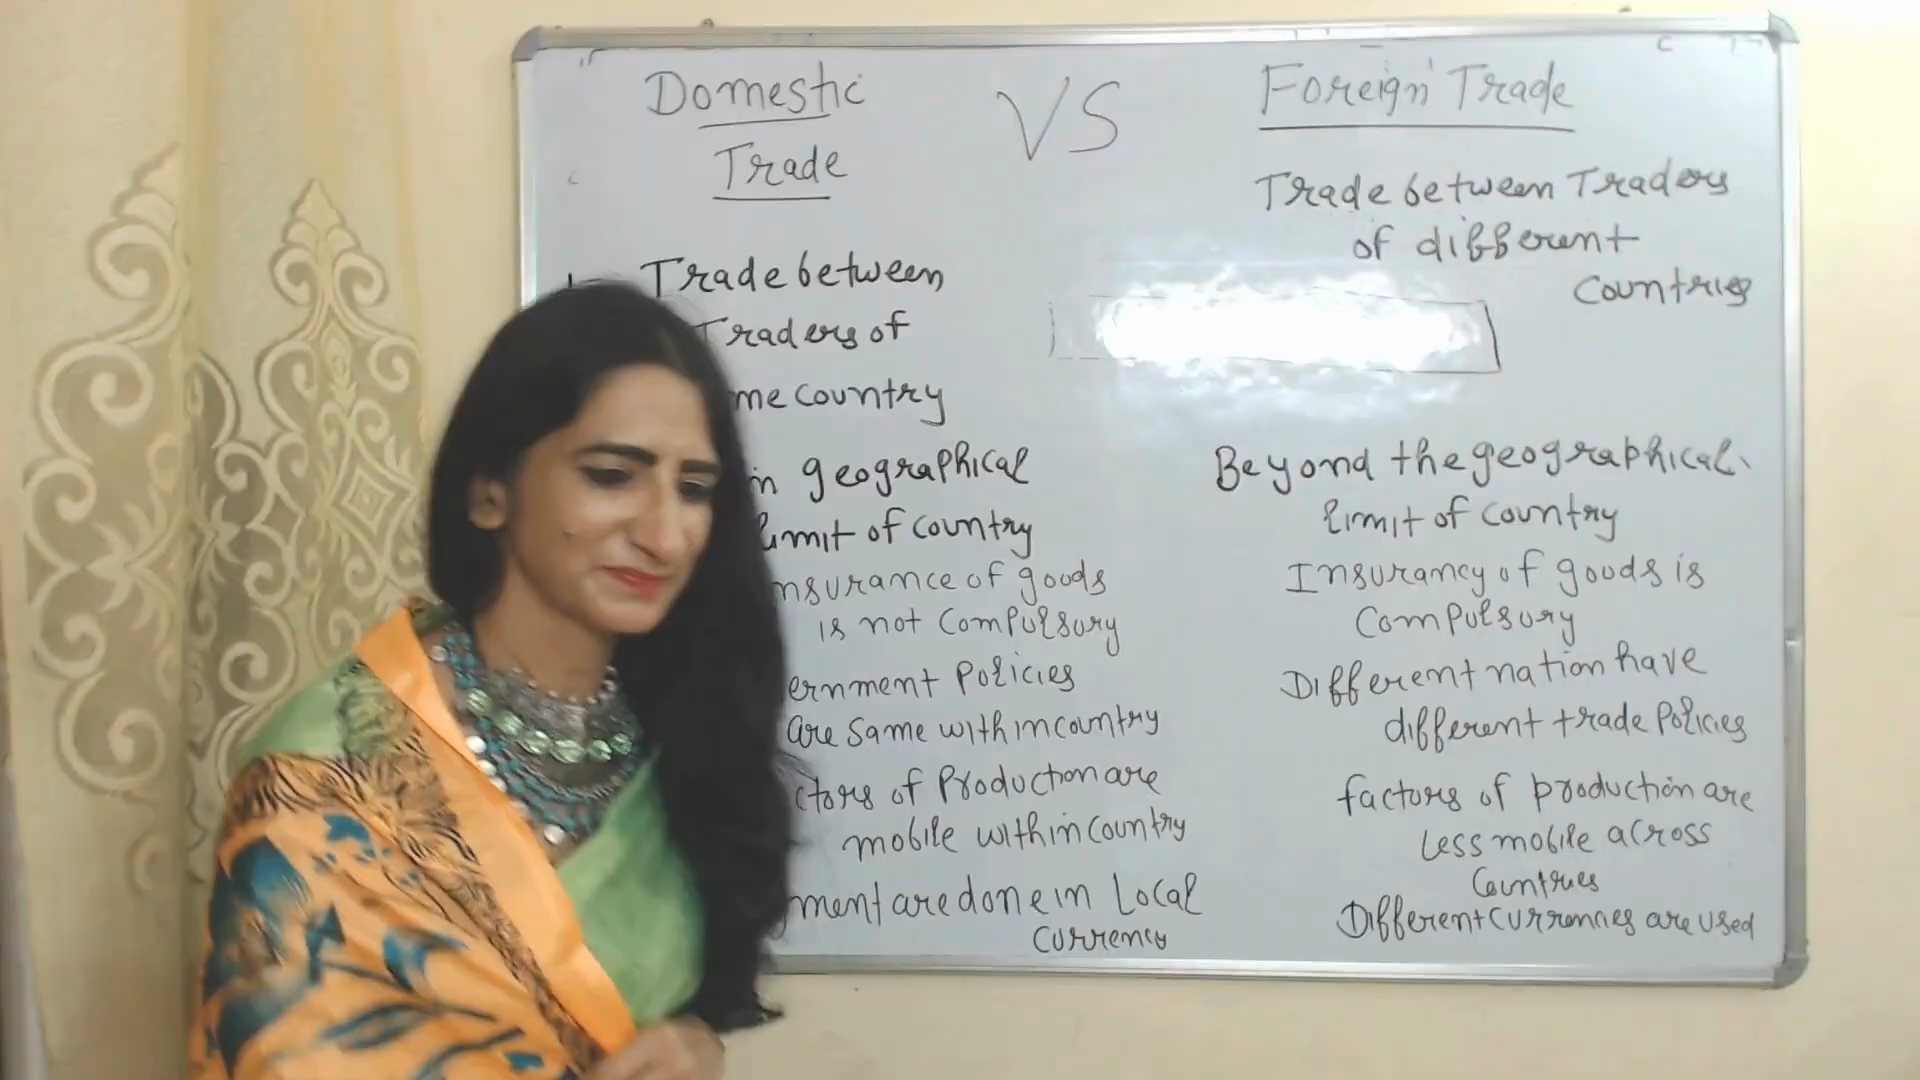 Domestic
Trade
VS
Foreign Trade
Trade between
Traders of
me country
in geographical
limit of country
nsurance of goods
is not Compulsory
ernment Policies
are same within country
ctors of Production are
mobile within country
ment are done in Local
currency
Trade between Traders
of different
countries
Beyond the geographical
limit of country
Insurancy of goods is
Compulsory
Different nation have
different trade Policies
factors of production are
Less mobile across
Countries
Different currencies are used